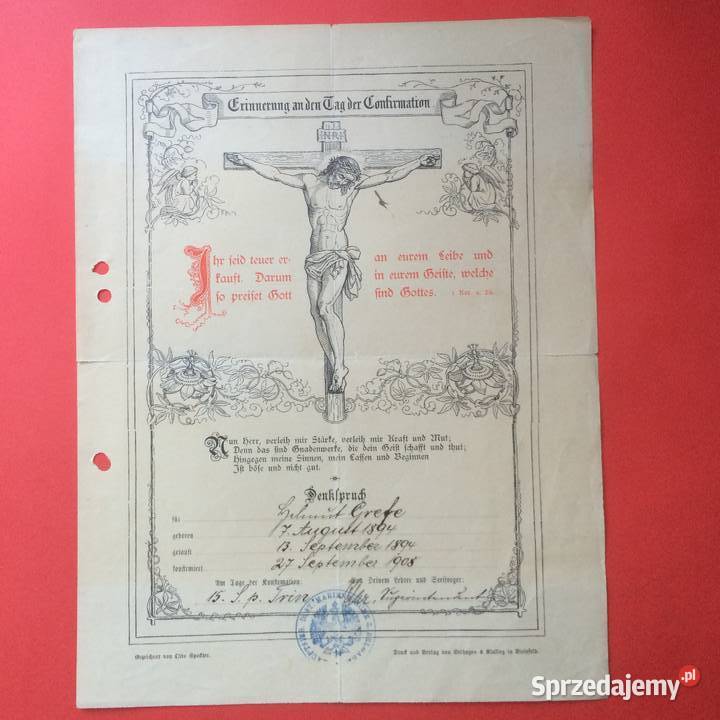 Erinnerung an den Tag der Confirmation
INRI
Ihr seid teuer er-
kauft. Darum
so preiset Gott
an eurem Leibe und
in eurem Geiste, welche
sind Gottes. 1 Kor. 6. 20.
Nun Herr, verleih mir Stärke, verleih mir Kraft und Mut;
Denn das sind Gnadenwerke, die dein Geist schafft und thut;
Hingegen meine Sinnen, mein Lassen und Beginnen
Ist böse und nicht gut.
Denkspruch
für Helmut Grefe
geboren 7. August 1894
getauft 13. September 1894
konfirmiert 27 September 1908
Am Tage der Konfirmation: Von Deinem Lehrer und Seelsorger:
15. S. p. Trin. Superintendent
Gezeichnet von Otto Speckter. Druck und Verlag von Velhagen & Klasing in Bielefeld.
Sprzedajemy.pl